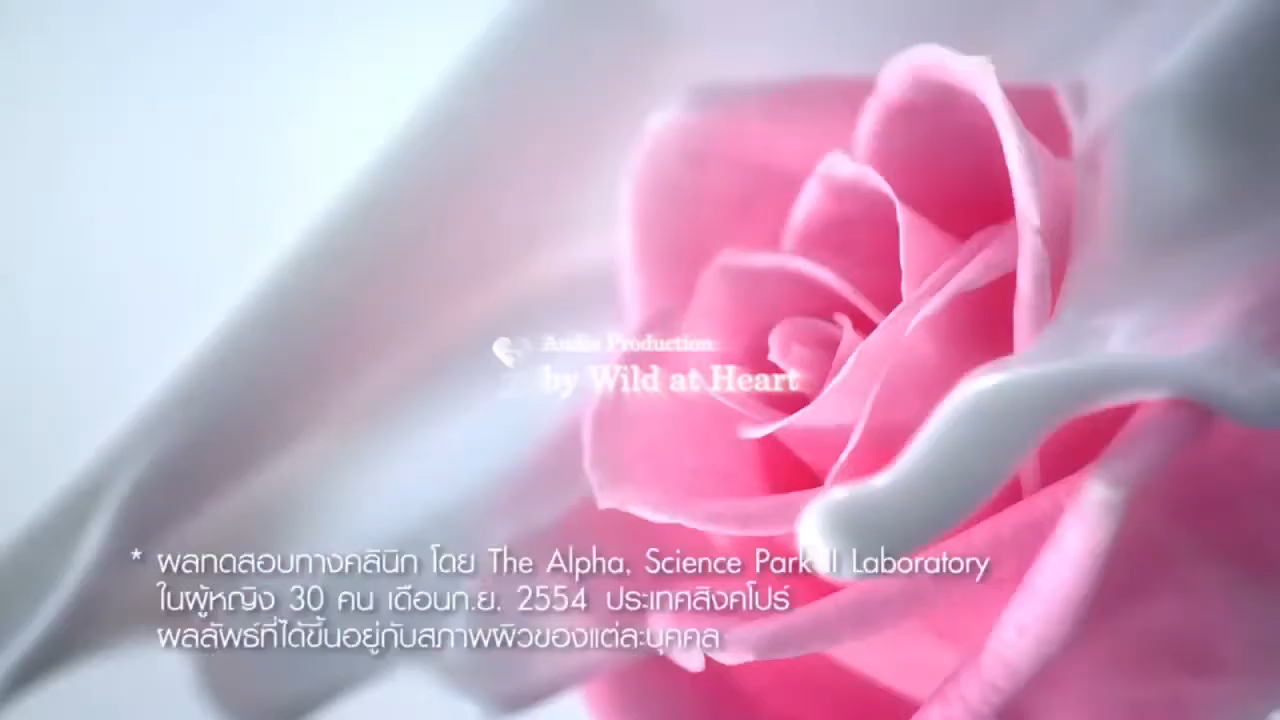 Audio Production
by Wild at Heart
* ผลทดสอบทางคลินิก โดย The Alpha, Science Park II Laboratory
ในผู้หญิง 30 คน เดือนก.ย. 2554 ประเทศสิงคโปร์
ผลลัพธ์ที่ได้ขึ้นอยู่กับสภาพผิวของแต่ละบุคคล